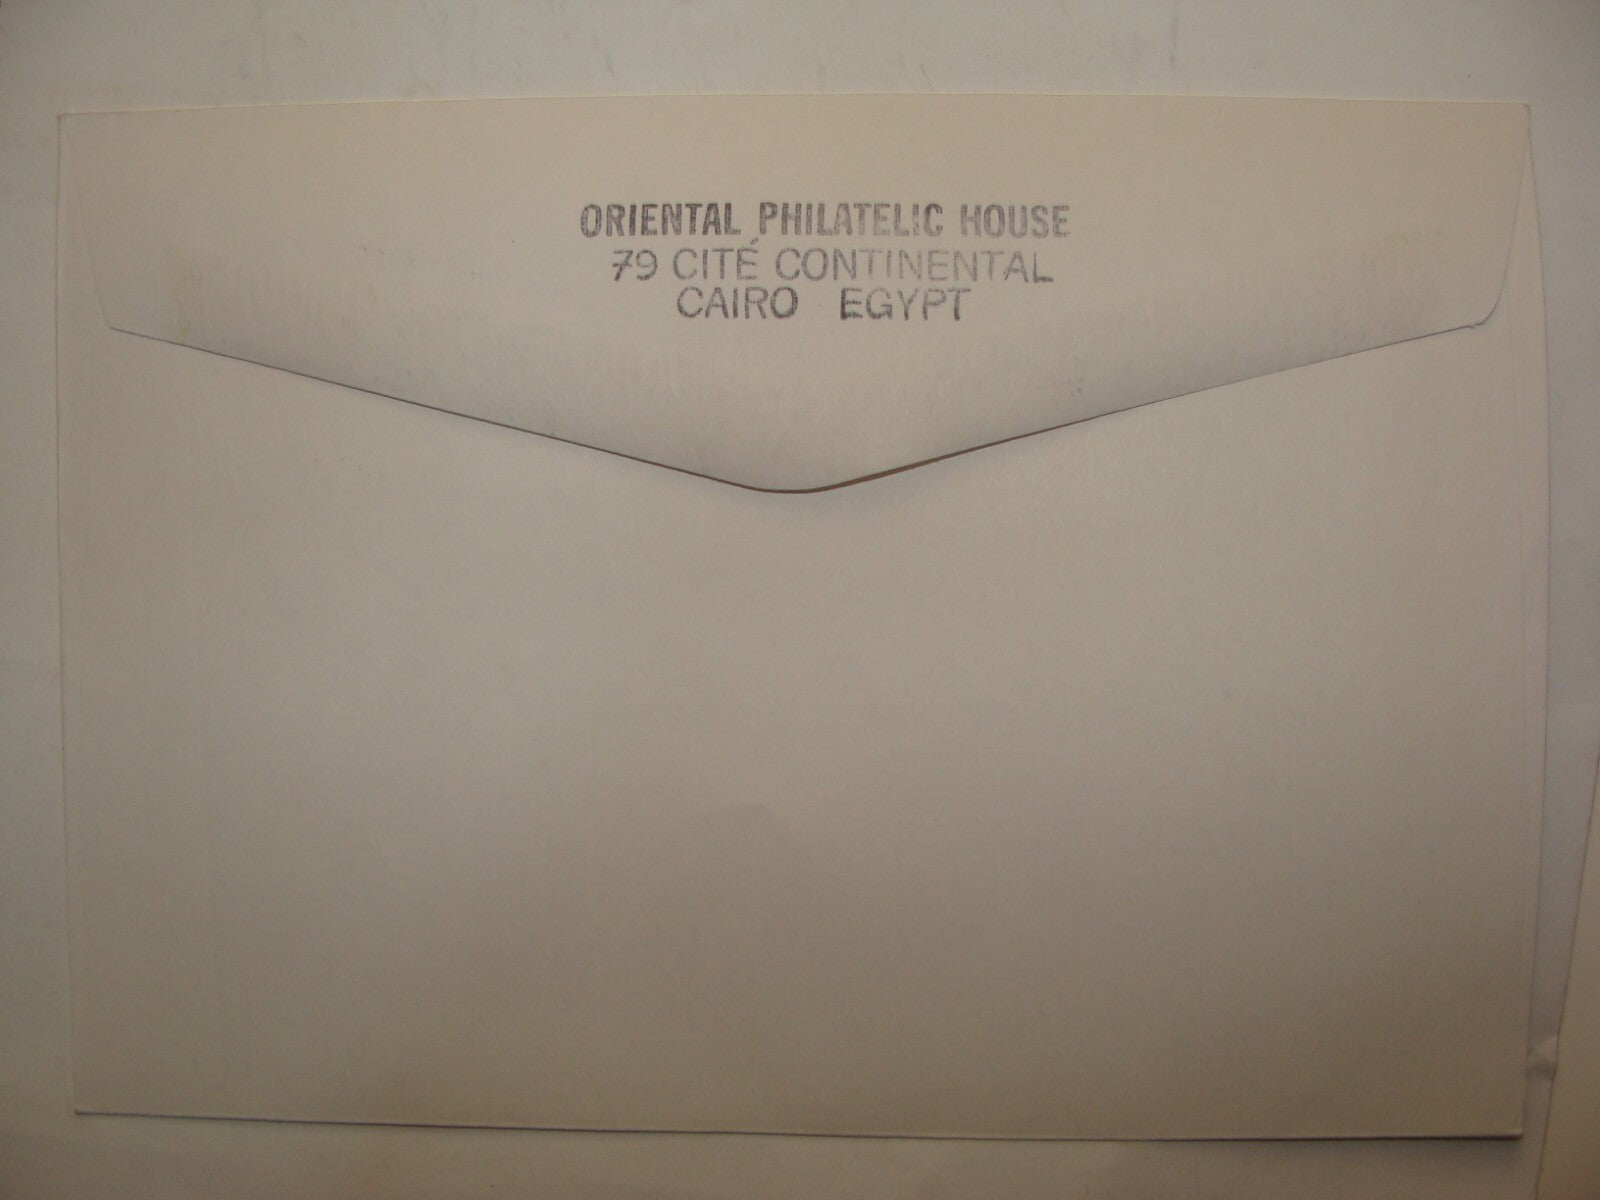 ORIENTAL PHILATELIC HOUSE
79 CITÉ CONTINENTAL
CAIRO EGYPT